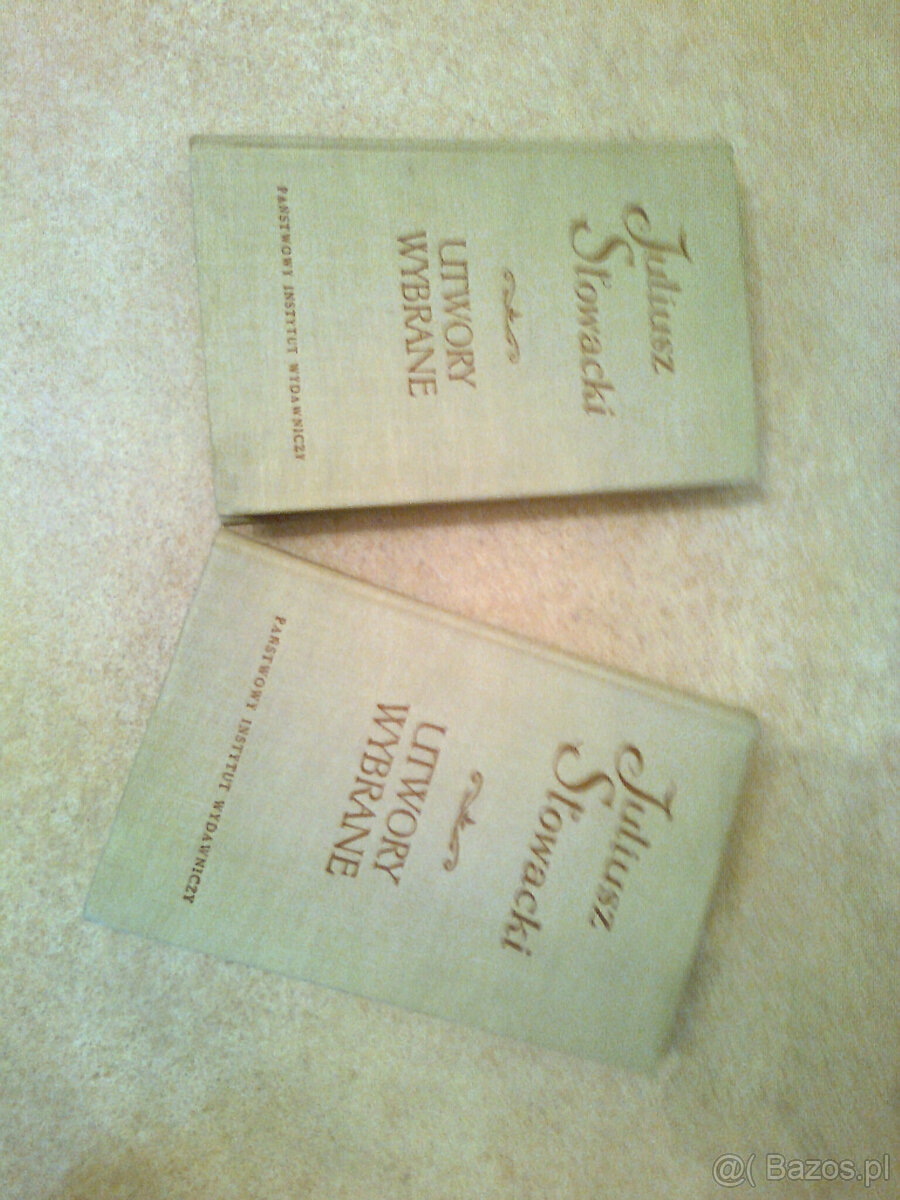 Juliusz
Słowacki
UTWORY
WYBRANE
PAŃSTWOWY INSTYTUT WYDAWNICZY
Juliusz
Słowacki
UTWORY
WYBRANE
PAŃSTWOWY INSTYTUT WYDAWNICZY
@( Bazos.pl